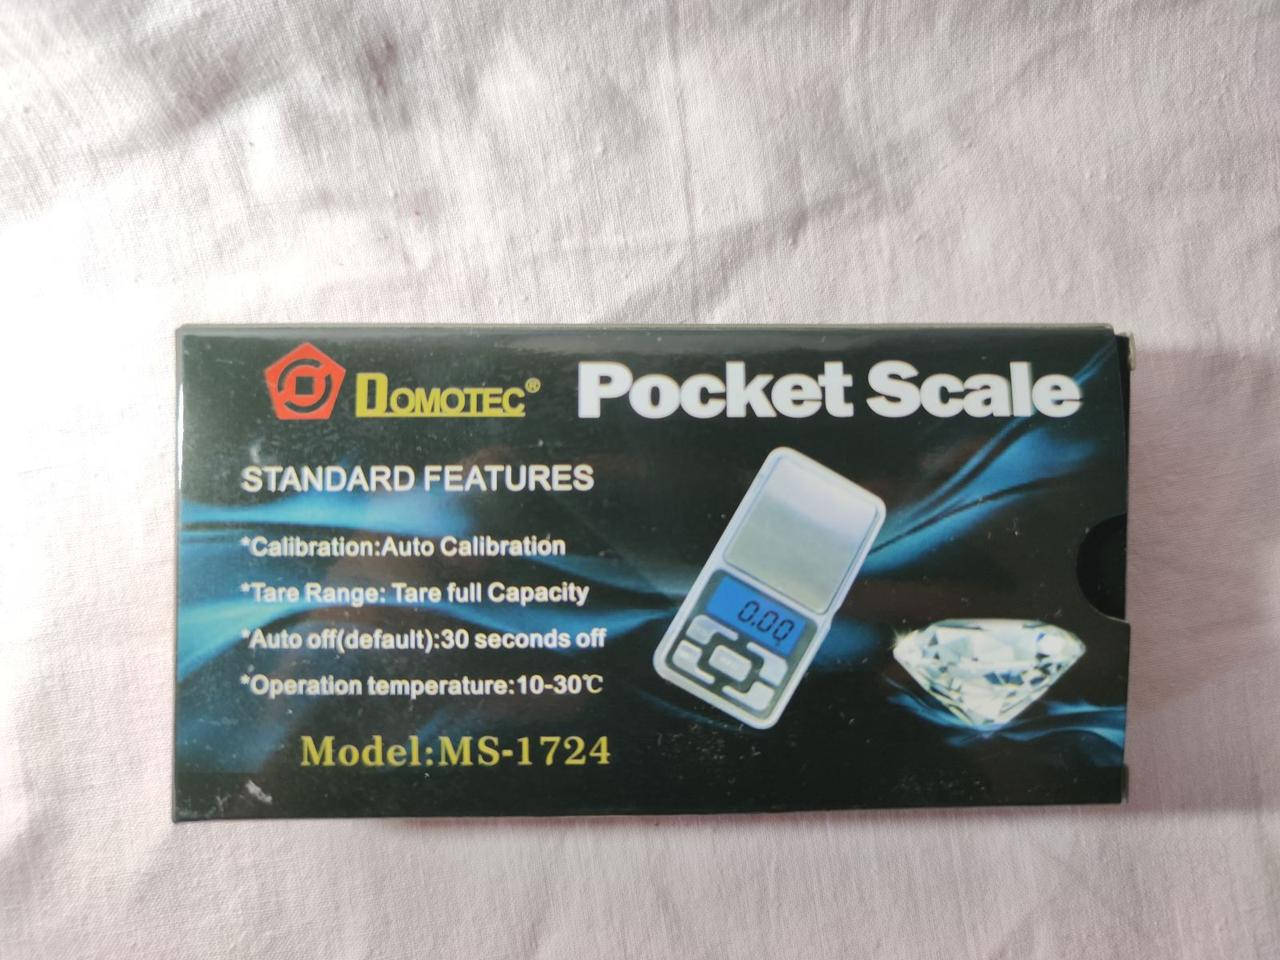 DOMOTEC® Pocket Scale
STANDARD FEATURES
*Calibration:Auto Calibration
*Tare Range: Tare full Capacity
*Auto off(default):30 seconds off
*Operation temperature:10-30℃
Model:MS-1724
0.00